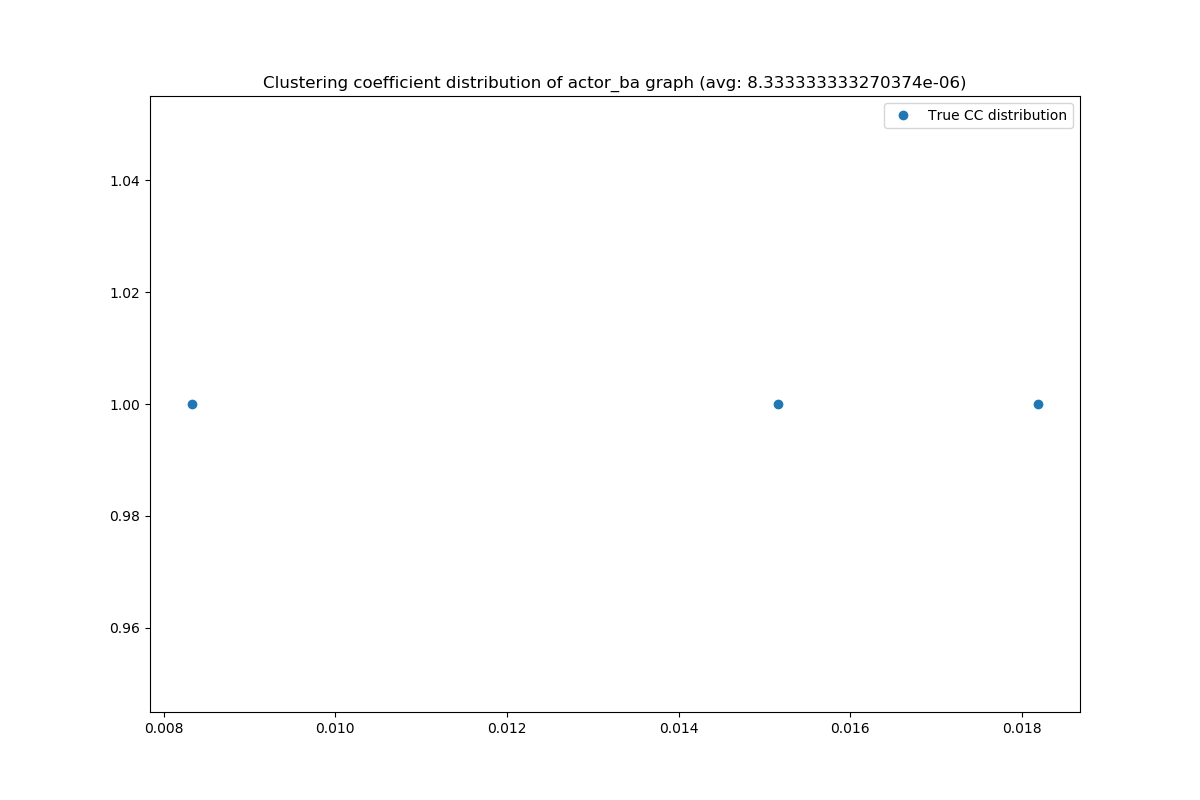 Clustering coefficient distribution of actor_ba graph (avg: 8.333333333270374e-06)
True CC distribution
1.04
1.02
1.00
0.98
0.96
0.008 0.010 0.012 0.014 0.016 0.018